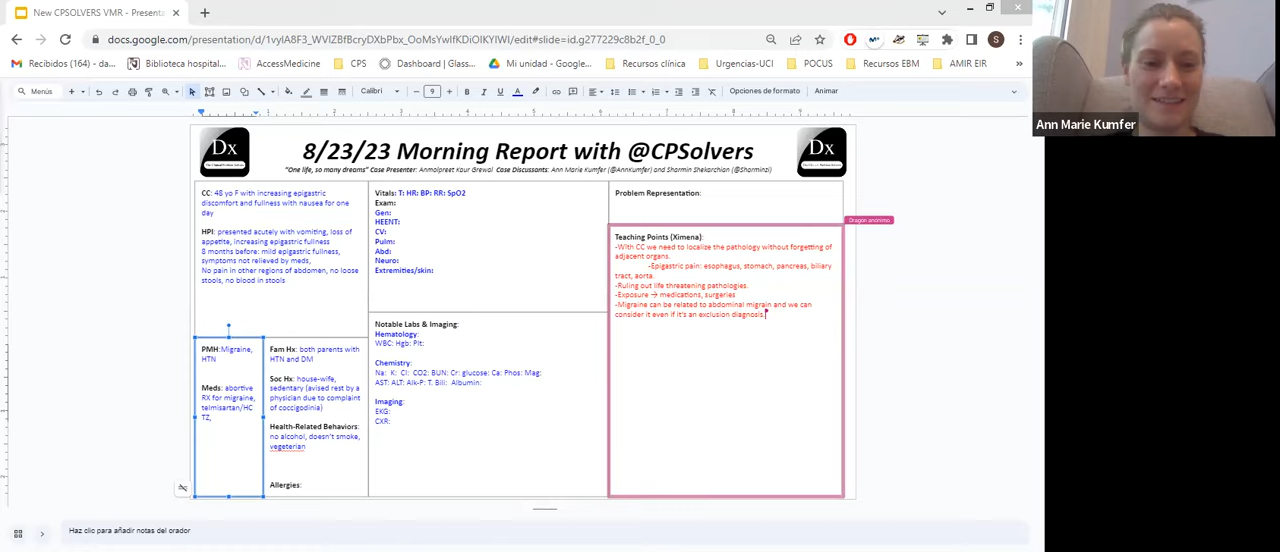 New CPSOLVERS VMR - Presenta
docs.google.com/presentation/d/1vylA8F3_WVIZBfBcryDXbPbx_OoMsYwIfKDiOlKYIWI/edit#slide=id.g277229c8b2f_0_0
S
Recibidos (164) - da...
Biblioteca hospital...
AccessMedicine
CPS
Dashboard | Glass...
Mi unidad - Google...
Recursos clínica
Urgencias-UCI
POCUS
Recursos EBM
AMIR EIR
Menús
Calibri
9
Opciones de formato
Animar
Ann Marie Kumfer
Dx
8/23/23 Morning Report with @CPSolvers
"One life, so many dreams" Case Presenter: Anmolpreet Kaur Grewal Case Discussants: Ann Marie Kumfer (@AnnKumfer) and Sharmin Shekarchian (@Sharminzi)
Dx
CC: 48 yo F with increasing epigastric
discomfort and fullness with nausea for one
day
HPI: presented acutely with vomiting, loss of
appetite, increasing epigastric fullness
8 months before: mild epigastric fullness,
symptoms not relieved by meds,
No pain in other regions of abdomen, no loose
stools, no blood in stools
PMH:Migraine,
HTN
Meds: abortive
RX for migraine,
telmisartan/HC
TZ,
Fam Hx: both parents with
HTN and DM
Soc Hx: house-wife,
sedentary (avised rest by a
physician due to complaint
of coccigodinia)
Health-Related Behaviors:
no alcohol, doesn't smoke,
vegeterian
Allergies:
Vitals: T: HR: BP: RR: SpO2
Exam:
Gen:
HEENT:
CV:
Pulm:
Abd:
Neuro:
Extremities/skin:
Notable Labs & Imaging:
Hematology:
WBC: Hgb: Plt:
Chemistry:
Na: K: Cl: CO2: BUN: Cr: glucose: Ca: Phos: Mag:
AST: ALT: Alk-P: T. Bili: Albumin:
Imaging:
EKG:
CXR:
Problem Representation:
Dragon anónimo
Teaching Points (Ximena):
-With CC we need to localize the pathology without forgetting of
adjacent organs.
-Epigastric pain: esophagus, stomach, pancreas, biliary
tract, aorta.
-Ruling out life threatening pathologies.
-Exposure → medications, surgeries
-Migraine can be related to abdominal migrain and we can
consider it even if it's an exclusion diagnosis.
Haz clic para añadir notas del orador